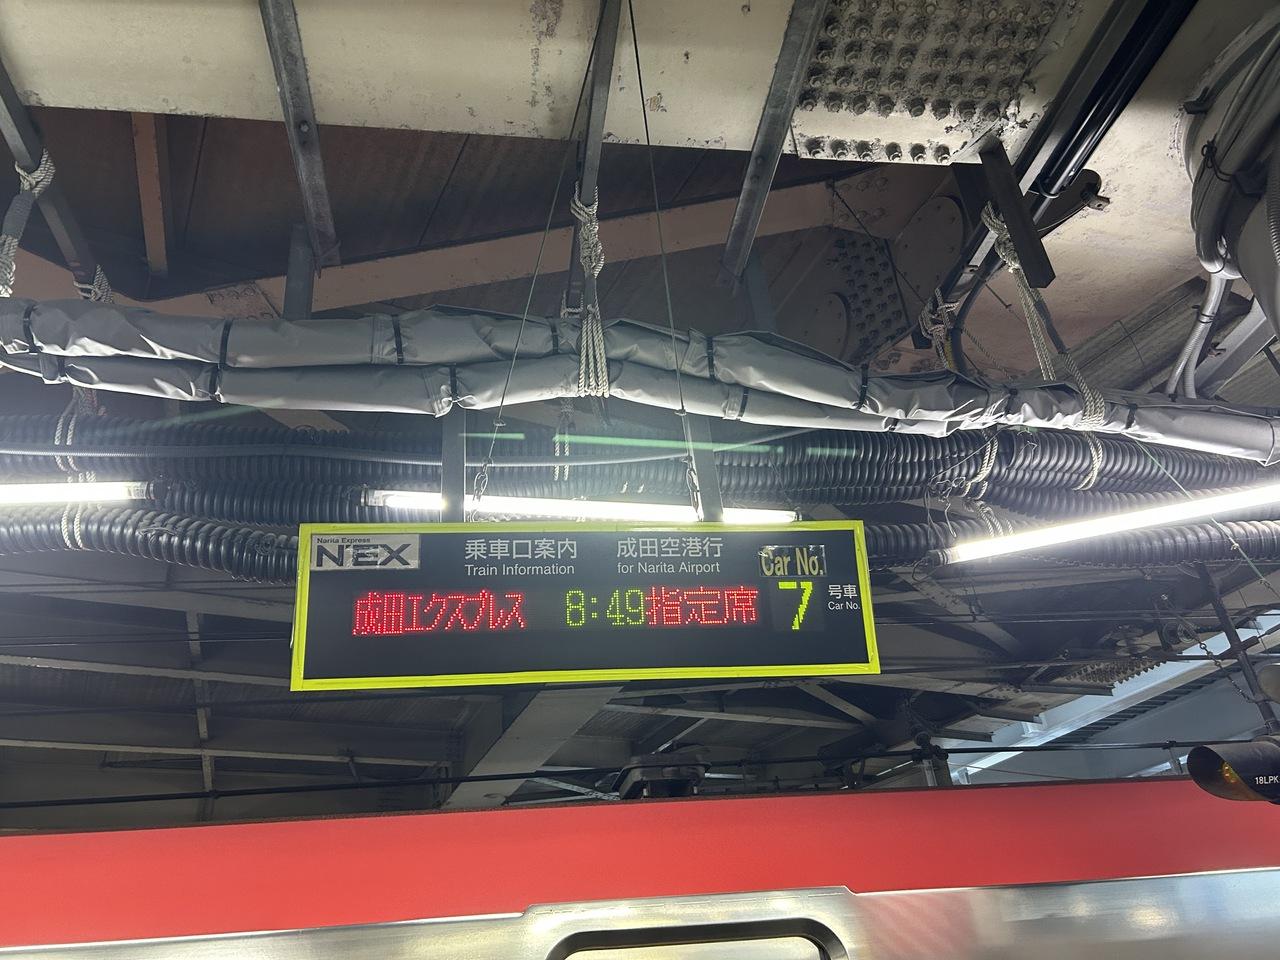 Narita Express
N'EX
乗車口案内 成田空港行
Train Information for Narita Airport
Car No.
成田エクスプレス 8:49指定席 7 号車
Car No.
18LPK